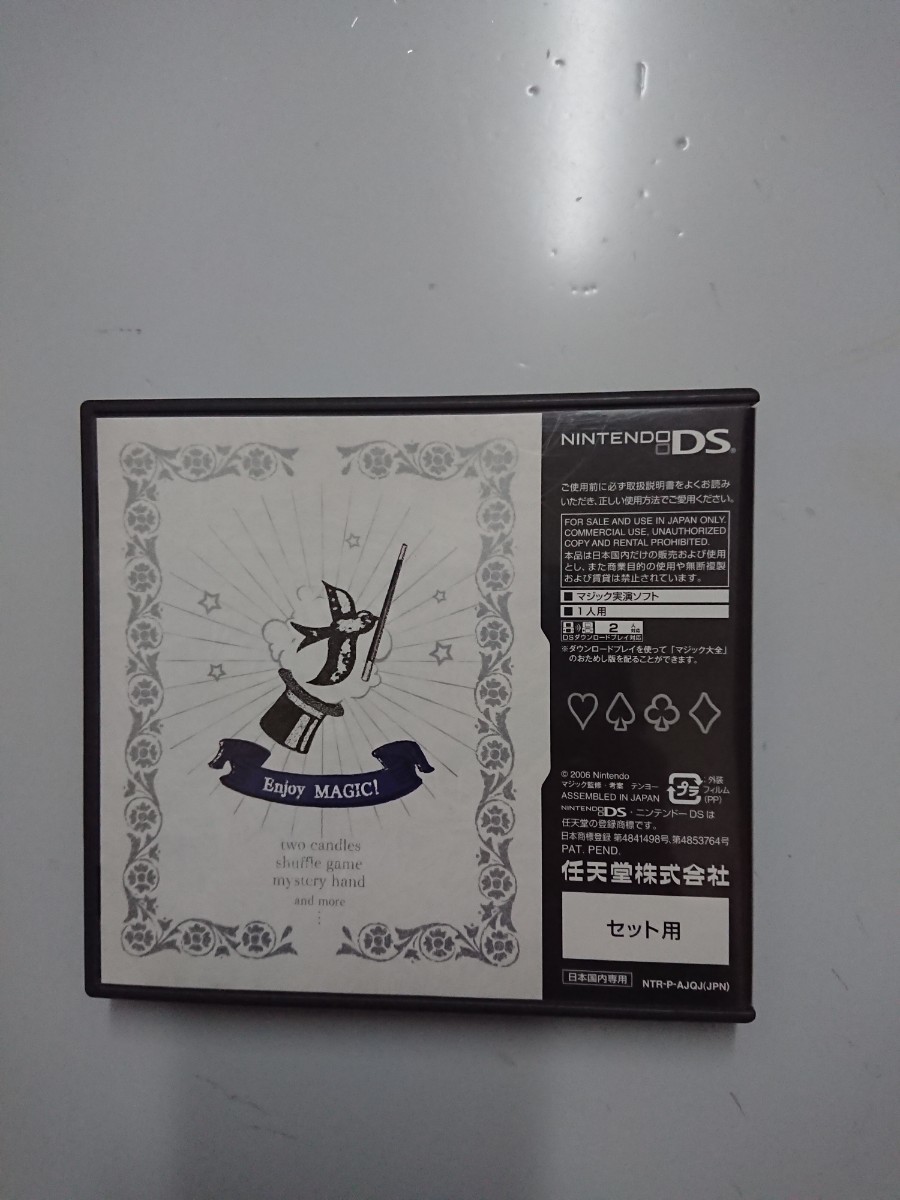 Enjoy MAGIC!
two candles
shuffle game
mystery hand
and more
NINTENDO DS®
ご使用前に必ず取扱説明書をよくお読み
いただき、正しい使用方法でご愛用ください。
FOR SALE AND USE IN JAPAN ONLY.
COMMERCIAL USE, UNAUTHORIZED
COPY AND RENTAL PROHIBITED.
本品は日本国内だけの販売および使用
とし、また商業目的の使用や無断複製
および賃貸は禁止されています。
■ マジック実演ソフト
■ 1人用
2人対応
DSダウンロードプレイ対応
※ダウンロードプレイを使って「マジック大全」
のおためし版を配ることができます。
© 2006 Nintendo
マジック監修・考案 テンヨー
ASSEMBLED IN JAPAN
プラ
:外装
フィルム
(PP)
NINTENDO DS・ニンテンドーDSは
任天堂の登録商標です。
日本商標登録 第4841498号、第4853764号
PAT. PEND.
任天堂株式会社
セット用
日本国内専用
NTR-P-AJQJ(JPN)